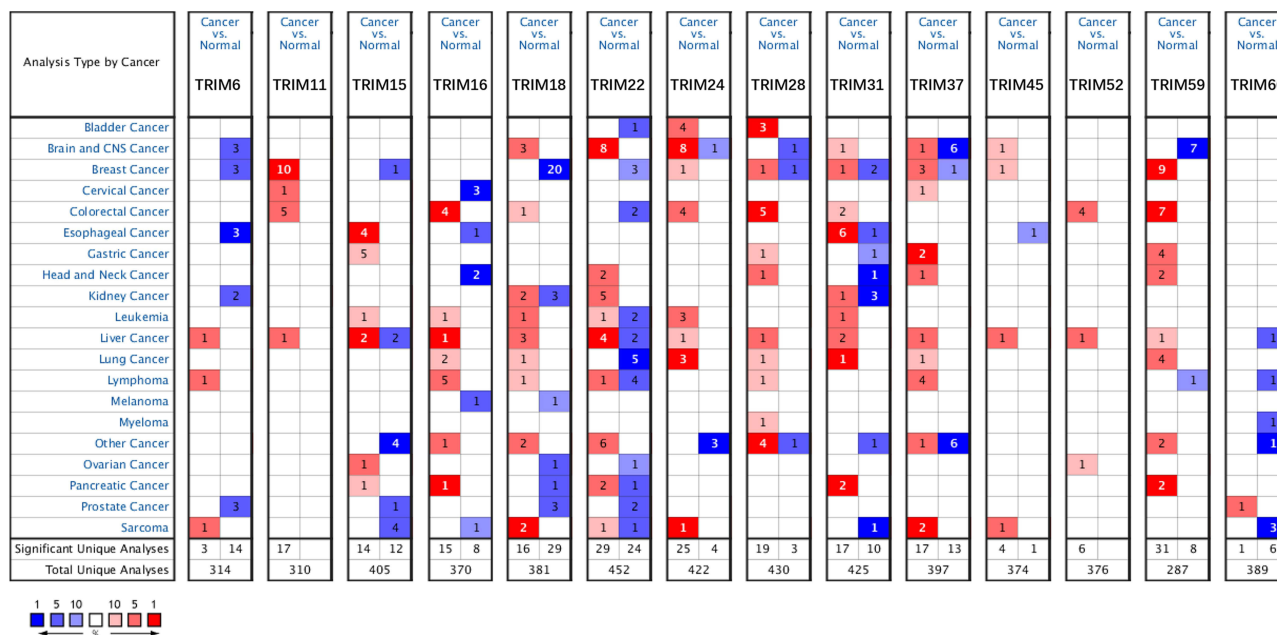 Cancer Cancer Cancer Cancer Cancer Cancer Cancer Cancer Cancer Cancer Cancer Cancer Cancer Cancer
vs. vs. vs. vs. vs. vs. vs. vs. vs. vs. vs. vs. vs. vs.
Normal Normal Normal Normal Normal Normal Normal Normal Normal Normal Normal Normal Normal Normal
Analysis Type by Cancer
TRIM6 TRIM11 TRIM15 TRIM16 TRIM18 TRIM22 TRIM24 TRIM28 TRIM31 TRIM37 TRIM45 TRIM52 TRIM59
Bladder Cancer 1 4 3
Brain and CNS Cancer 3 3 8 8 1 1 1 1 6 1 7
Breast Cancer 3 10 1 20 3 1 1 1 1 2 3 1 1 9
Cervical Cancer 1 3 1
Colorectal Cancer 5 4 1 2 4 5 2 4 7
Esophageal Cancer 3 4 1 6 1 1
Gastric Cancer 5 1 1 2 4
Head and Neck Cancer 2 2 1 1 1 2
Kidney Cancer 2 2 3 5 1 3
Leukemia 1 1 1 1 2 3 1
Liver Cancer 1 1 2 2 1 3 4 2 1 1 2 1 1 1 1 1
Lung Cancer 2 1 5 3 1 1 1 4
Lymphoma 1 5 1 1 4 1 4 1 1
Melanoma 1 1
Myeloma 1 1
Other Cancer 4 1 2 6 3 4 1 1 1 6 2 1
Ovarian Cancer 1 1 1 1
Pancreatic Cancer 1 1 1 2 1 2 2
Prostate Cancer 3 1 3 2 1
Sarcoma 1 4 1 2 1 1 1 1 2 1 3
Significant Unique Analyses 3 14 17 14 12 15 8 16 29 29 24 25 4 19 3 17 10 17 13 4 1 6 31 8 1 6
Total Unique Analyses 314 310 405 370 381 452 422 430 425 397 374 376 287 389
1 5 10 10 5 1
%